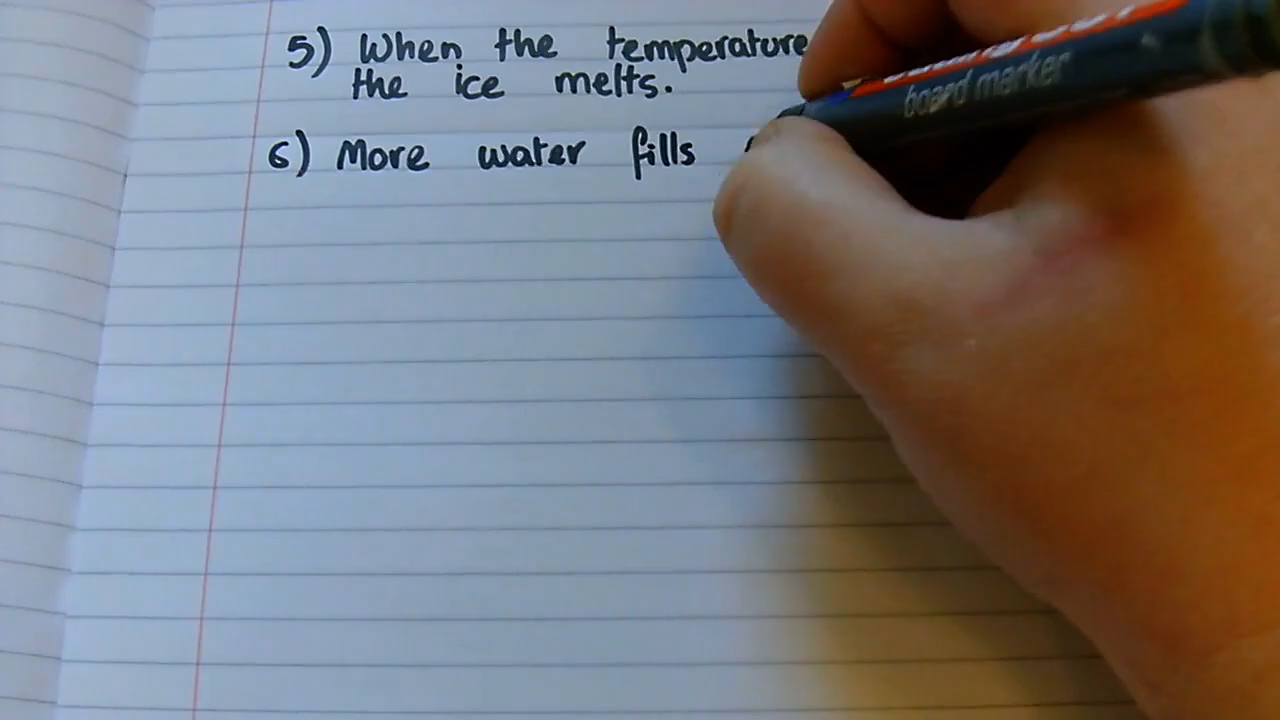 5) When the temperature
the ice melts.
6) More water fills
board marker